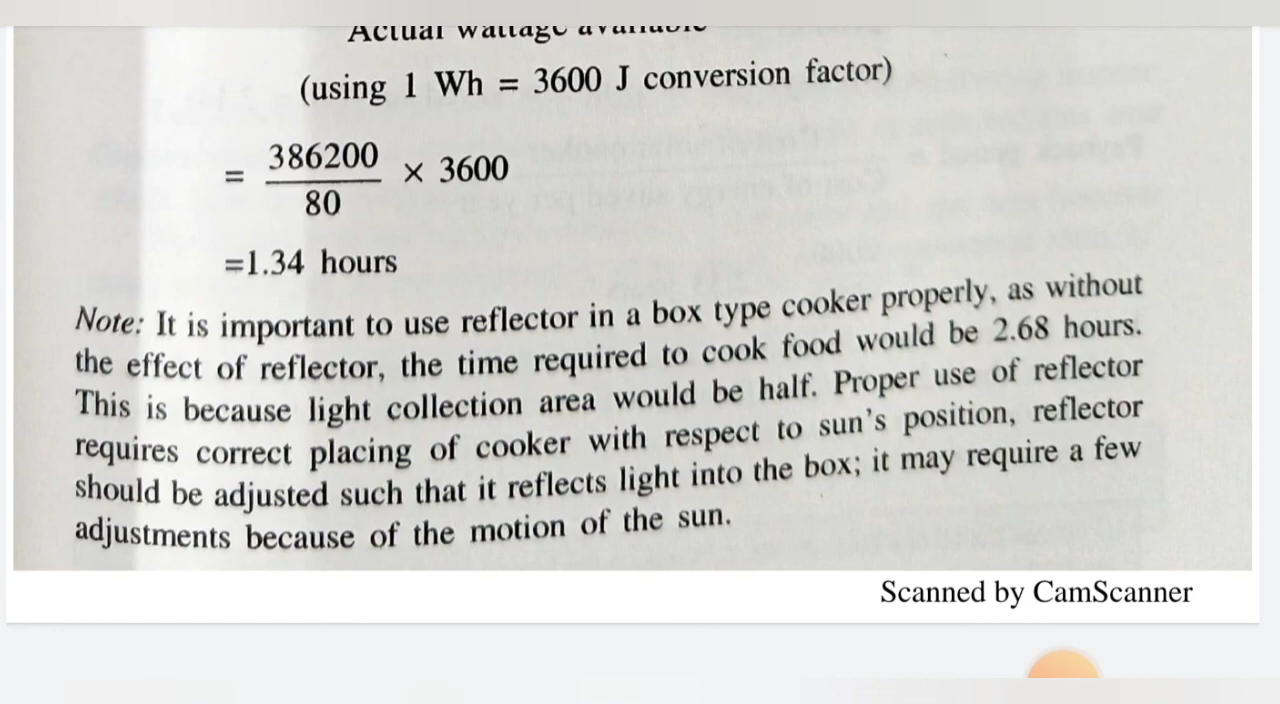 Actual wattage available
(using 1 Wh = 3600 J conversion factor)
= 386200
80 × 3600
=1.34 hours
Note: It is important to use reflector in a box type cooker properly, as without
the effect of reflector, the time required to cook food would be 2.68 hours.
This is because light collection area would be half. Proper use of reflector
requires correct placing of cooker with respect to sun's position, reflector
should be adjusted such that it reflects light into the box; it may require a few
adjustments because of the motion of the sun.
Scanned by CamScanner